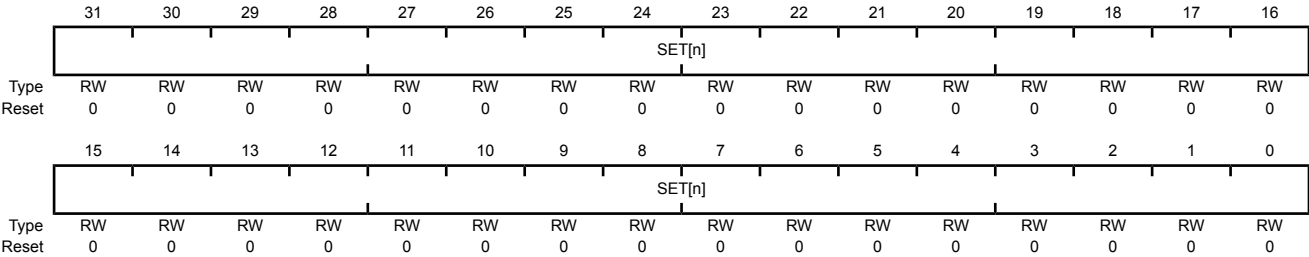 31 30 29 28 27 26 25 24 23 22 21 20 19 18 17 16
SET[n]
Type RW RW RW RW RW RW RW RW RW RW RW RW RW RW RW RW
Reset 0 0 0 0 0 0 0 0 0 0 0 0 0 0 0 0
15 14 13 12 11 10 9 8 7 6 5 4 3 2 1 0
SET[n]
Type RW RW RW RW RW RW RW RW RW RW RW RW RW RW RW RW
Reset 0 0 0 0 0 0 0 0 0 0 0 0 0 0 0 0